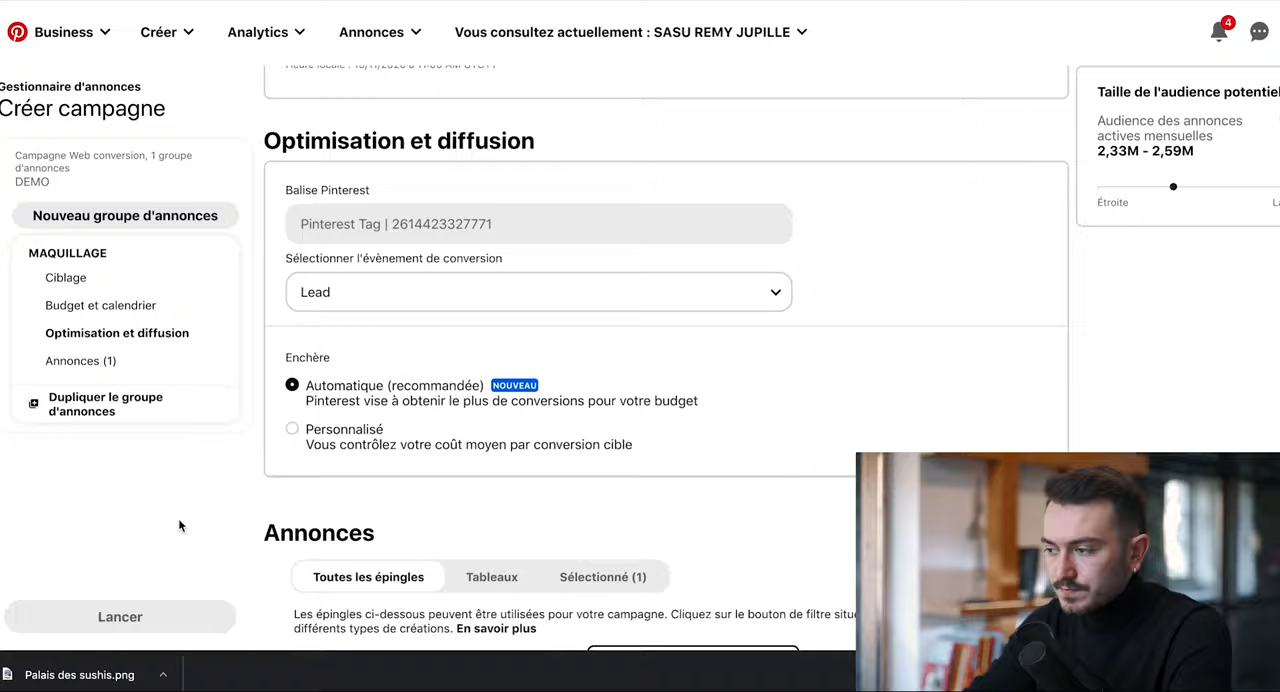 Business
Créer
Analytics
Annonces
Vous consultez actuellement : SASU REMY JUPILLE
4
Gestionnaire d'annonces
Créer campagne
Campagne Web conversion, 1 groupe
d'annonces
DEMO
Nouveau groupe d'annonces
MAQUILLAGE
Ciblage
Budget et calendrier
Optimisation et diffusion
Annonces (1)
Dupliquer le groupe
d'annonces
Lancer
Optimisation et diffusion
Balise Pinterest
Pinterest Tag | 2614423327771
Sélectionner l'évènement de conversion
Lead
Enchère
Automatique (recommandée) NOUVEAU
Pinterest vise à obtenir le plus de conversions pour votre budget
Personnalisé
Vous contrôlez votre coût moyen par conversion cible
Annonces
Toutes les épingles
Tableaux
Sélectionné (1)
Les épingles ci-dessous peuvent être utilisées pour votre campagne. Cliquez sur le bouton de filtre situé
différents types de créations. En savoir plus
Taille de l'audience potentiel
Audience des annonces
actives mensuelles
2,33M - 2,59M
Étroite
La
Palais des sushis.png